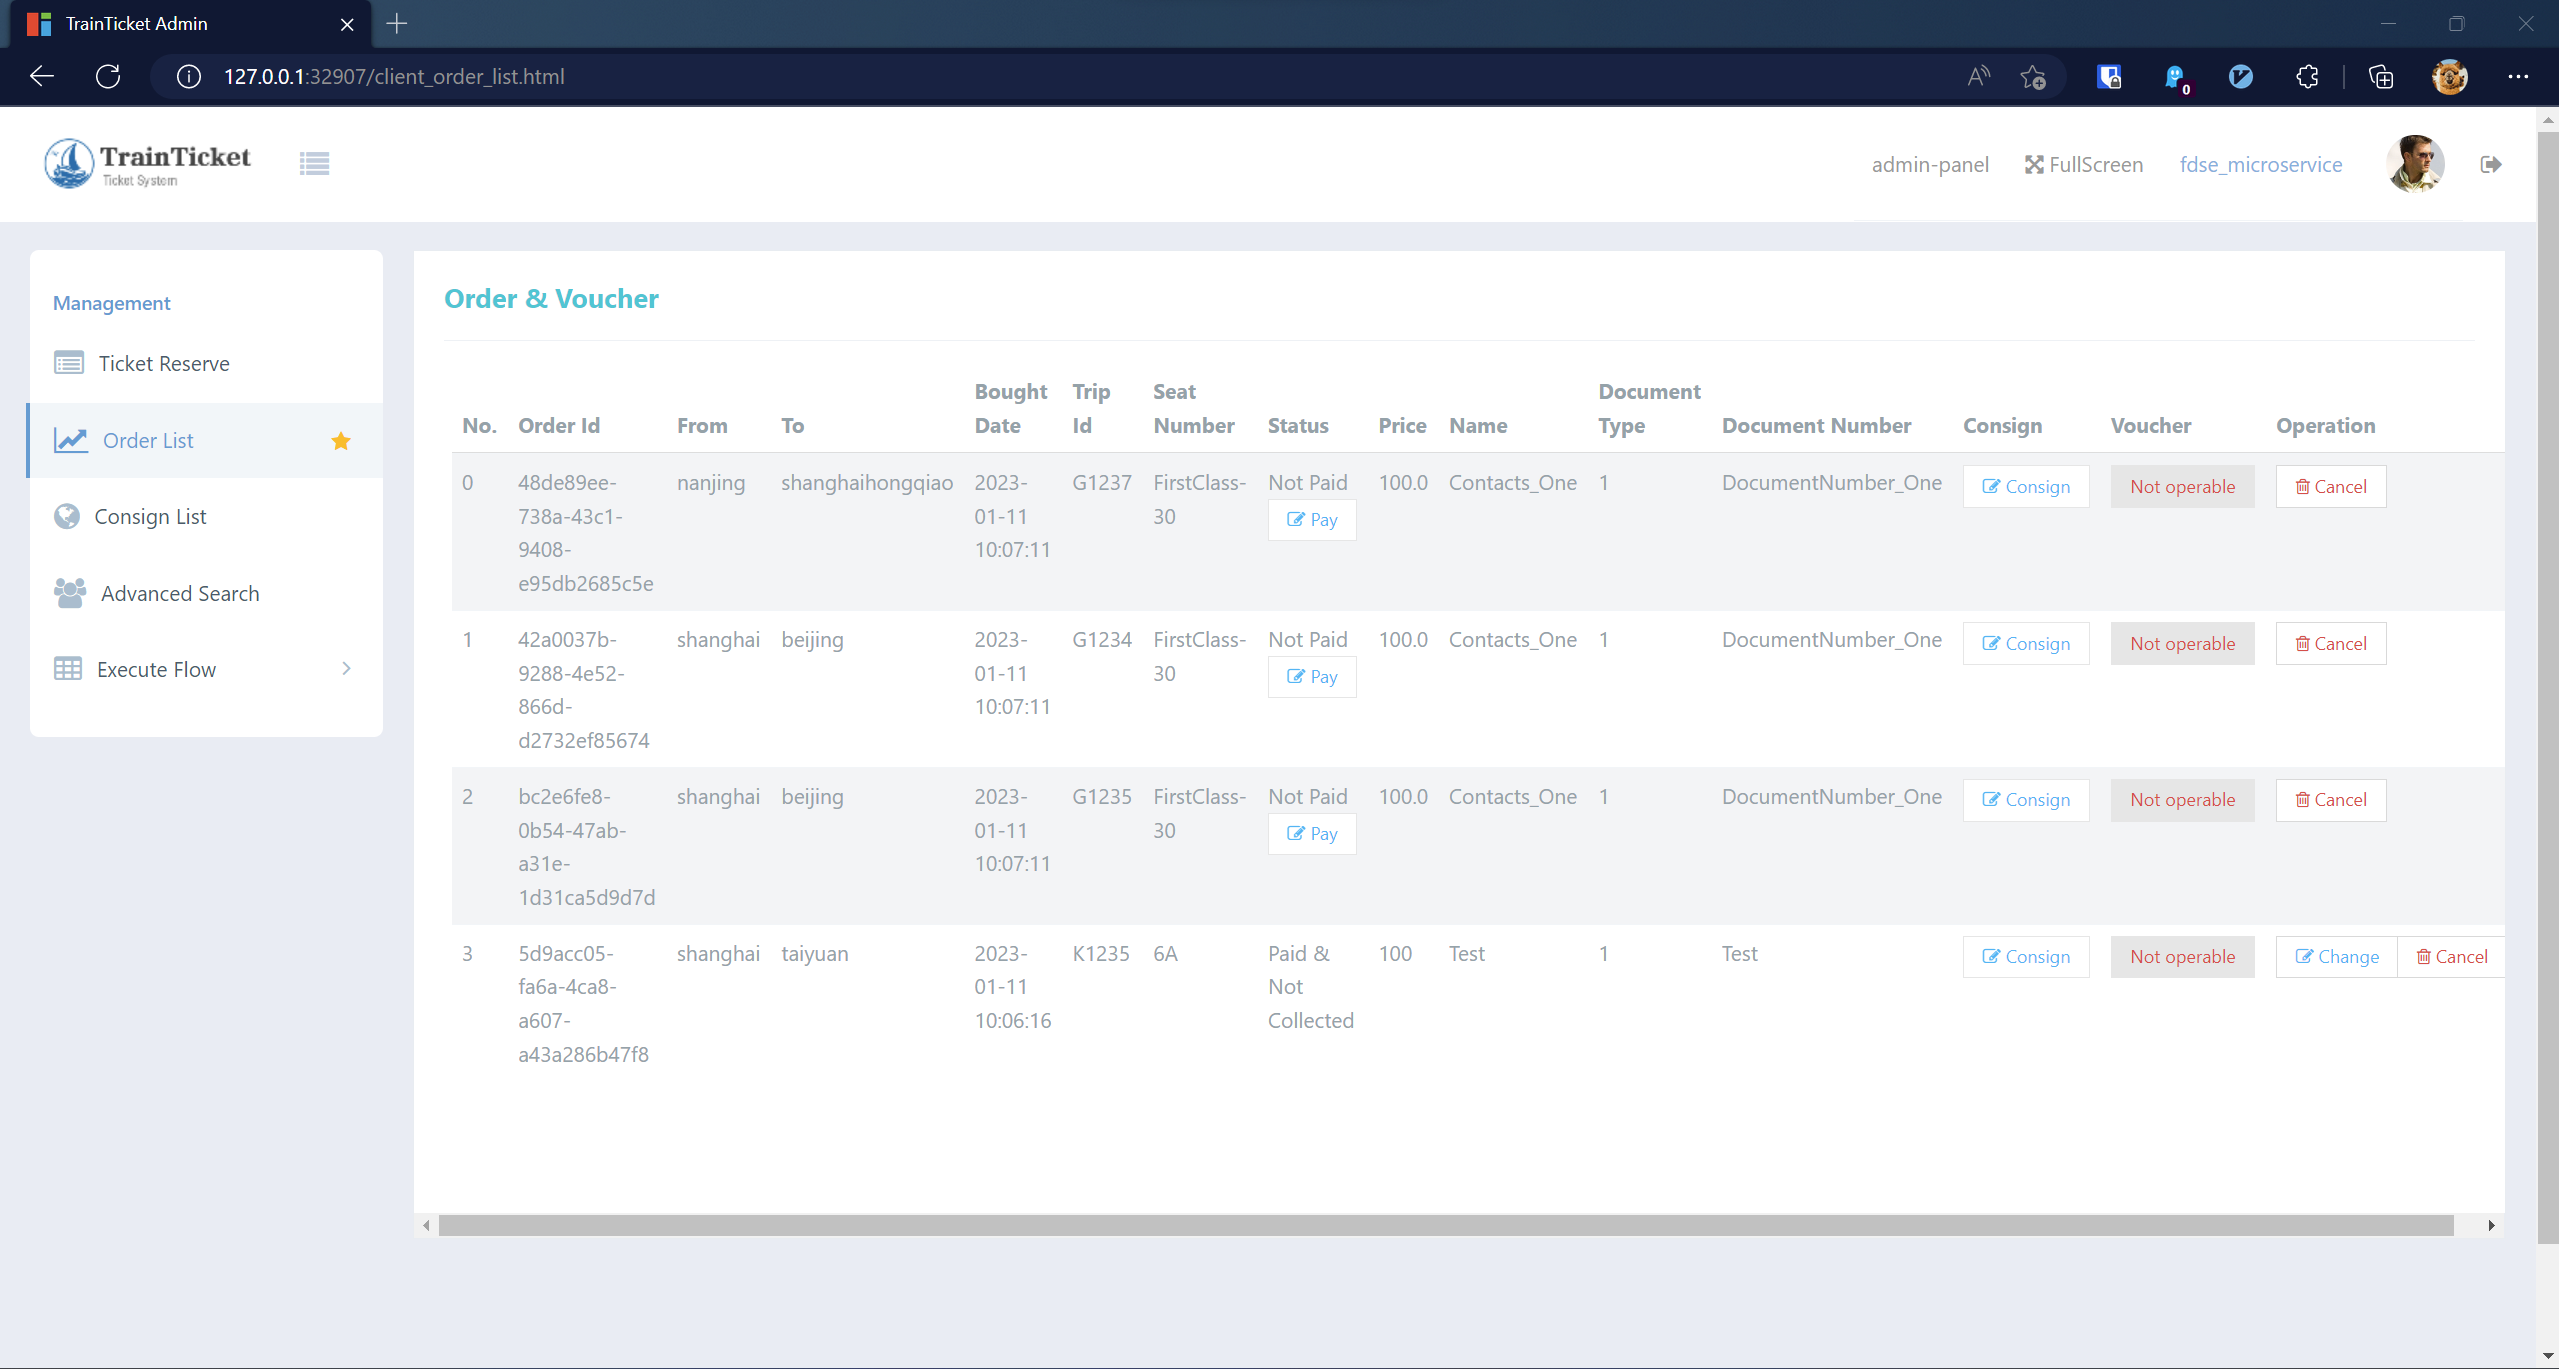 TrainTicket Admin
127.0.0.1:32907/client_order_list.html
0
TrainTicket
Ticket System
admin-panel
FullScreen
fdse_microservice
Management
Ticket Reserve
Order List
Consign List
Advanced Search
Execute Flow
Order & Voucher
No. Order Id From To Bought Date Trip Id Seat Number Status Price Name Document Type Document Number Consign Voucher Operation
0 48de89ee- nanjing shanghaihongqiao 2023- G1237 FirstClass- Not Paid 100.0 Contacts_One 1 DocumentNumber_One Consign Not operable Cancel
738a-43c1- 01-11 30 Pay
9408- 10:07:11
e95db2685c5e
1 42a0037b- shanghai beijing 2023- G1234 FirstClass- Not Paid 100.0 Contacts_One 1 DocumentNumber_One Consign Not operable Cancel
9288-4e52- 01-11 30 Pay
866d- 10:07:11
d2732ef85674
2 bc2e6fe8- shanghai beijing 2023- G1235 FirstClass- Not Paid 100.0 Contacts_One 1 DocumentNumber_One Consign Not operable Cancel
0b54-47ab- 01-11 30 Pay
a31e- 10:07:11
1d31ca5d9d7d
3 5d9acc05- shanghai taiyuan 2023- K1235 6A Paid & 100 Test 1 Test Consign Not operable Change Cancel
fa6a-4ca8- 01-11 Not
a607- 10:06:16 Collected
a43a286b47f8